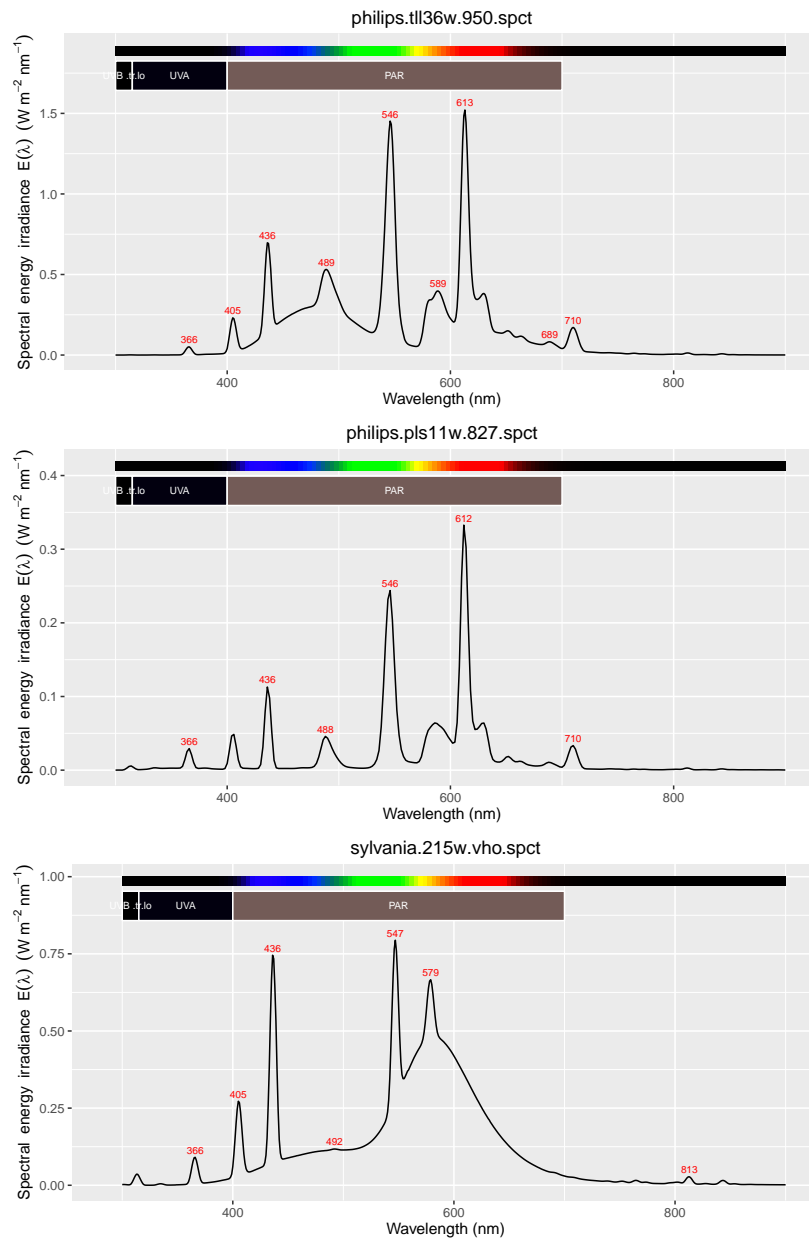 philips.tll36w.950.spct
UVB .tr.lo UVA PAR
Spectral energy irradiance E(λ) (W m⁻² nm⁻¹)
1.5
1.0
0.5
0.0
366
405
436
489
546
589
613
689
710
400 600 800
Wavelength (nm)
philips.pls11w.827.spct
UVB .tr.lo UVA PAR
Spectral energy irradiance E(λ) (W m⁻² nm⁻¹)
0.4
0.3
0.2
0.1
0.0
366
436
488
546
612
710
400 600 800
Wavelength (nm)
sylvania.215w.vho.spct
UVB .tr.lo UVA PAR
Spectral energy irradiance E(λ) (W m⁻² nm⁻¹)
1.00
0.75
0.50
0.25
0.00
366
405
436
492
547
579
813
400 600 800
Wavelength (nm)